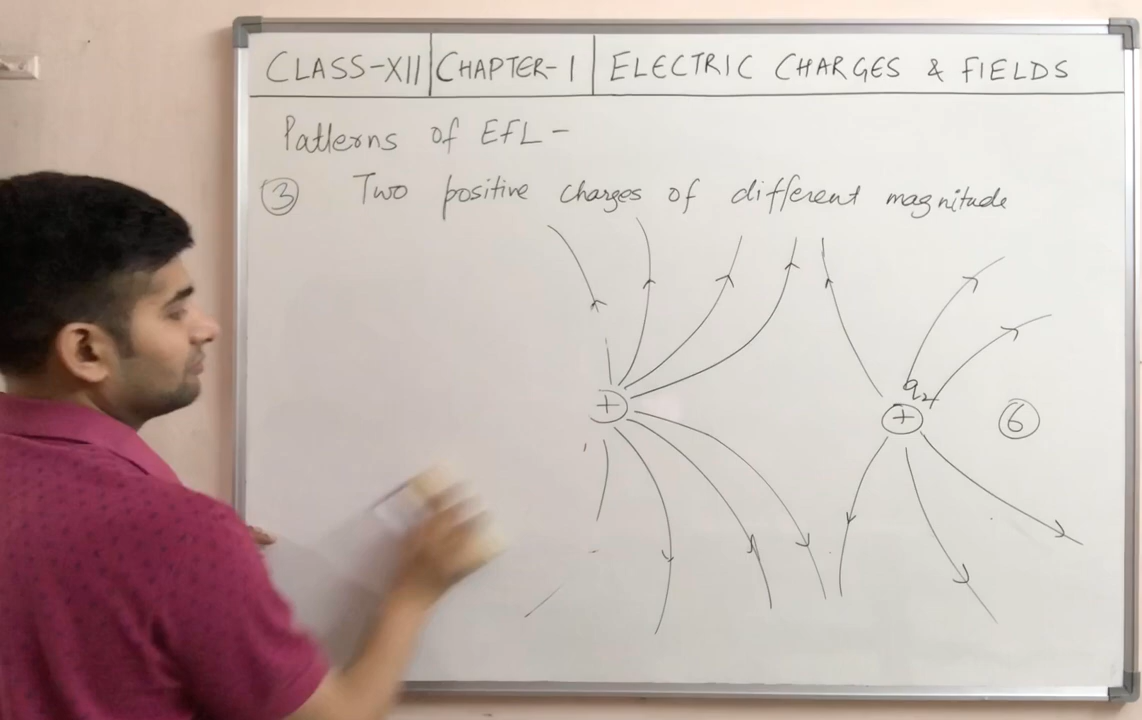 CLASS-XII CHAPTER-1 ELECTRIC CHARGES & FIELDS
Patterns of EFL-
③ Two positive charges of different magnitude
q2
+ +
⑥